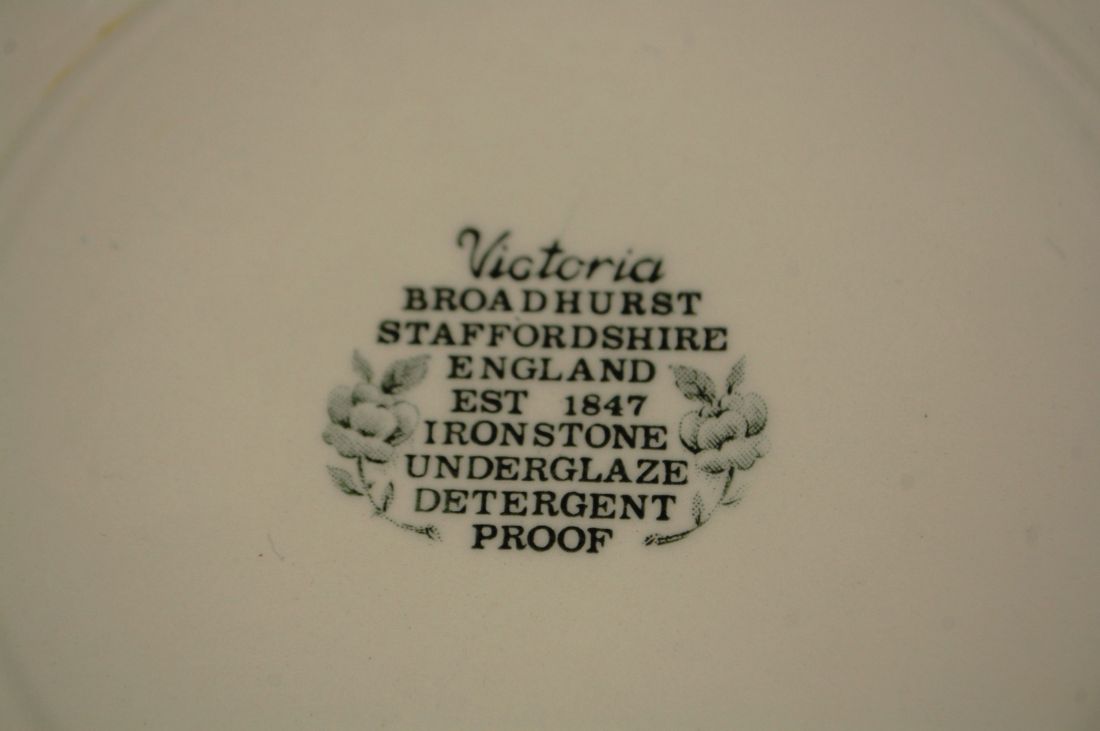 Victoria
BROADHURST
STAFFORDSHIRE
ENGLAND
EST 1847
IRONSTONE
UNDERGLAZE
DETERGENT
PROOF